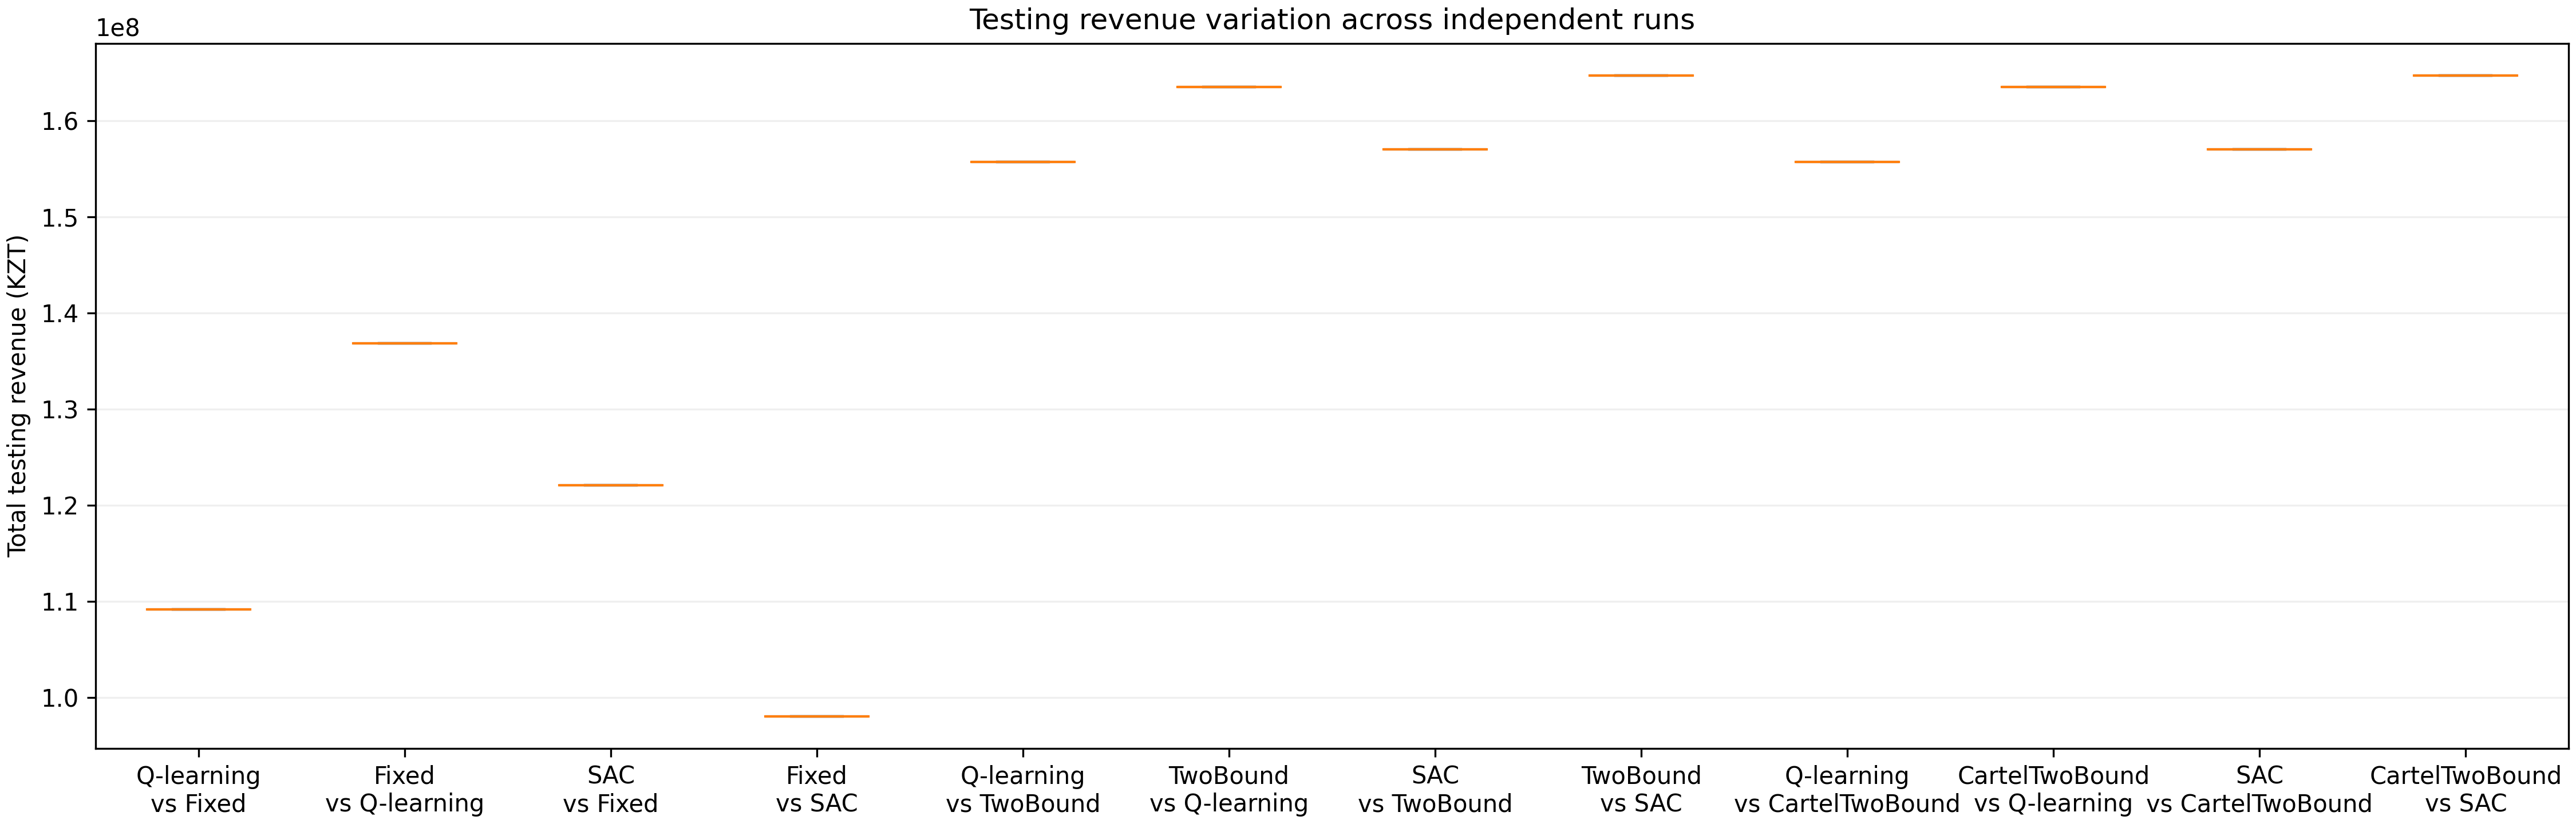 Testing revenue variation across independent runs
1e8
Total testing revenue (KZT)
1.6
1.5
1.4
1.3
1.2
1.1
1.0
Q-learning
vs Fixed
Fixed
vs Q-learning
SAC
vs Fixed
Fixed
vs SAC
Q-learning
vs TwoBound
TwoBound
vs Q-learning
SAC
vs TwoBound
TwoBound
vs SAC
Q-learning
vs CartelTwoBound
CartelTwoBound
vs Q-learning
SAC
vs CartelTwoBound
CartelTwoBound
vs SAC